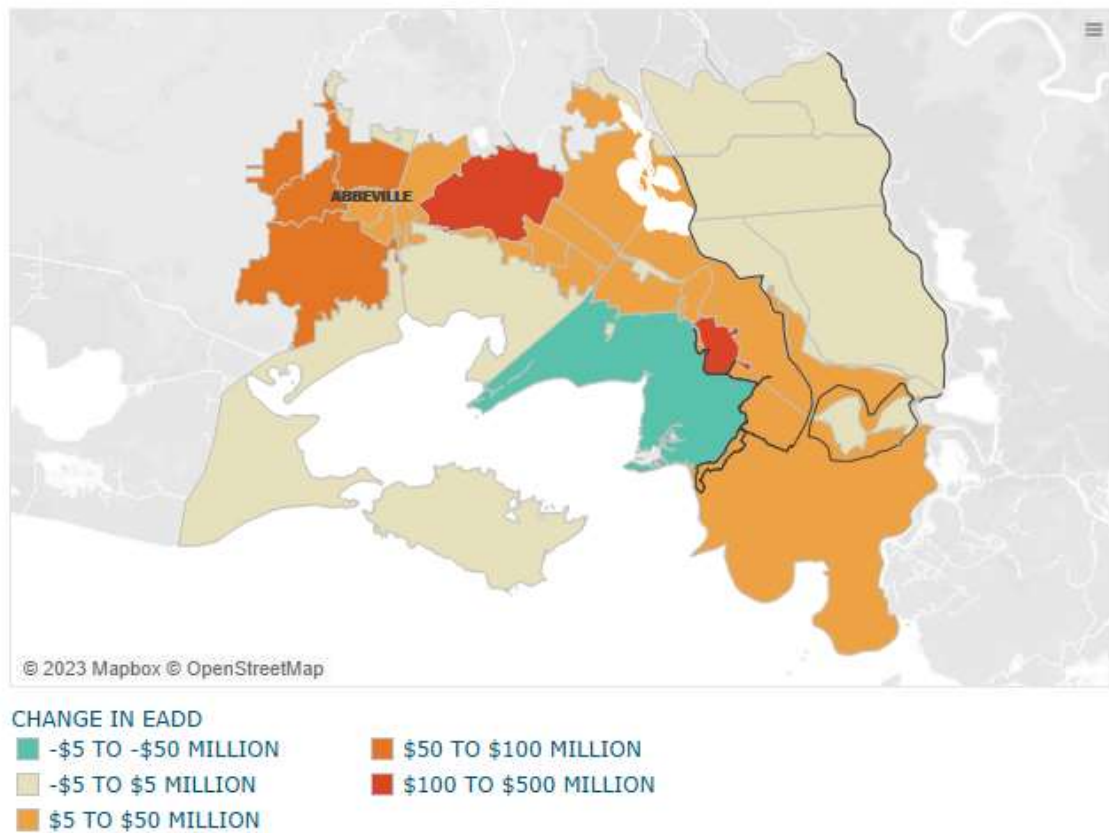 ABBEVILLE
© 2023 Mapbox © OpenStreetMap
CHANGE IN EADD
-$5 TO -$50 MILLION
-$5 TO $5 MILLION
$5 TO $50 MILLION
$50 TO $100 MILLION
$100 TO $500 MILLION